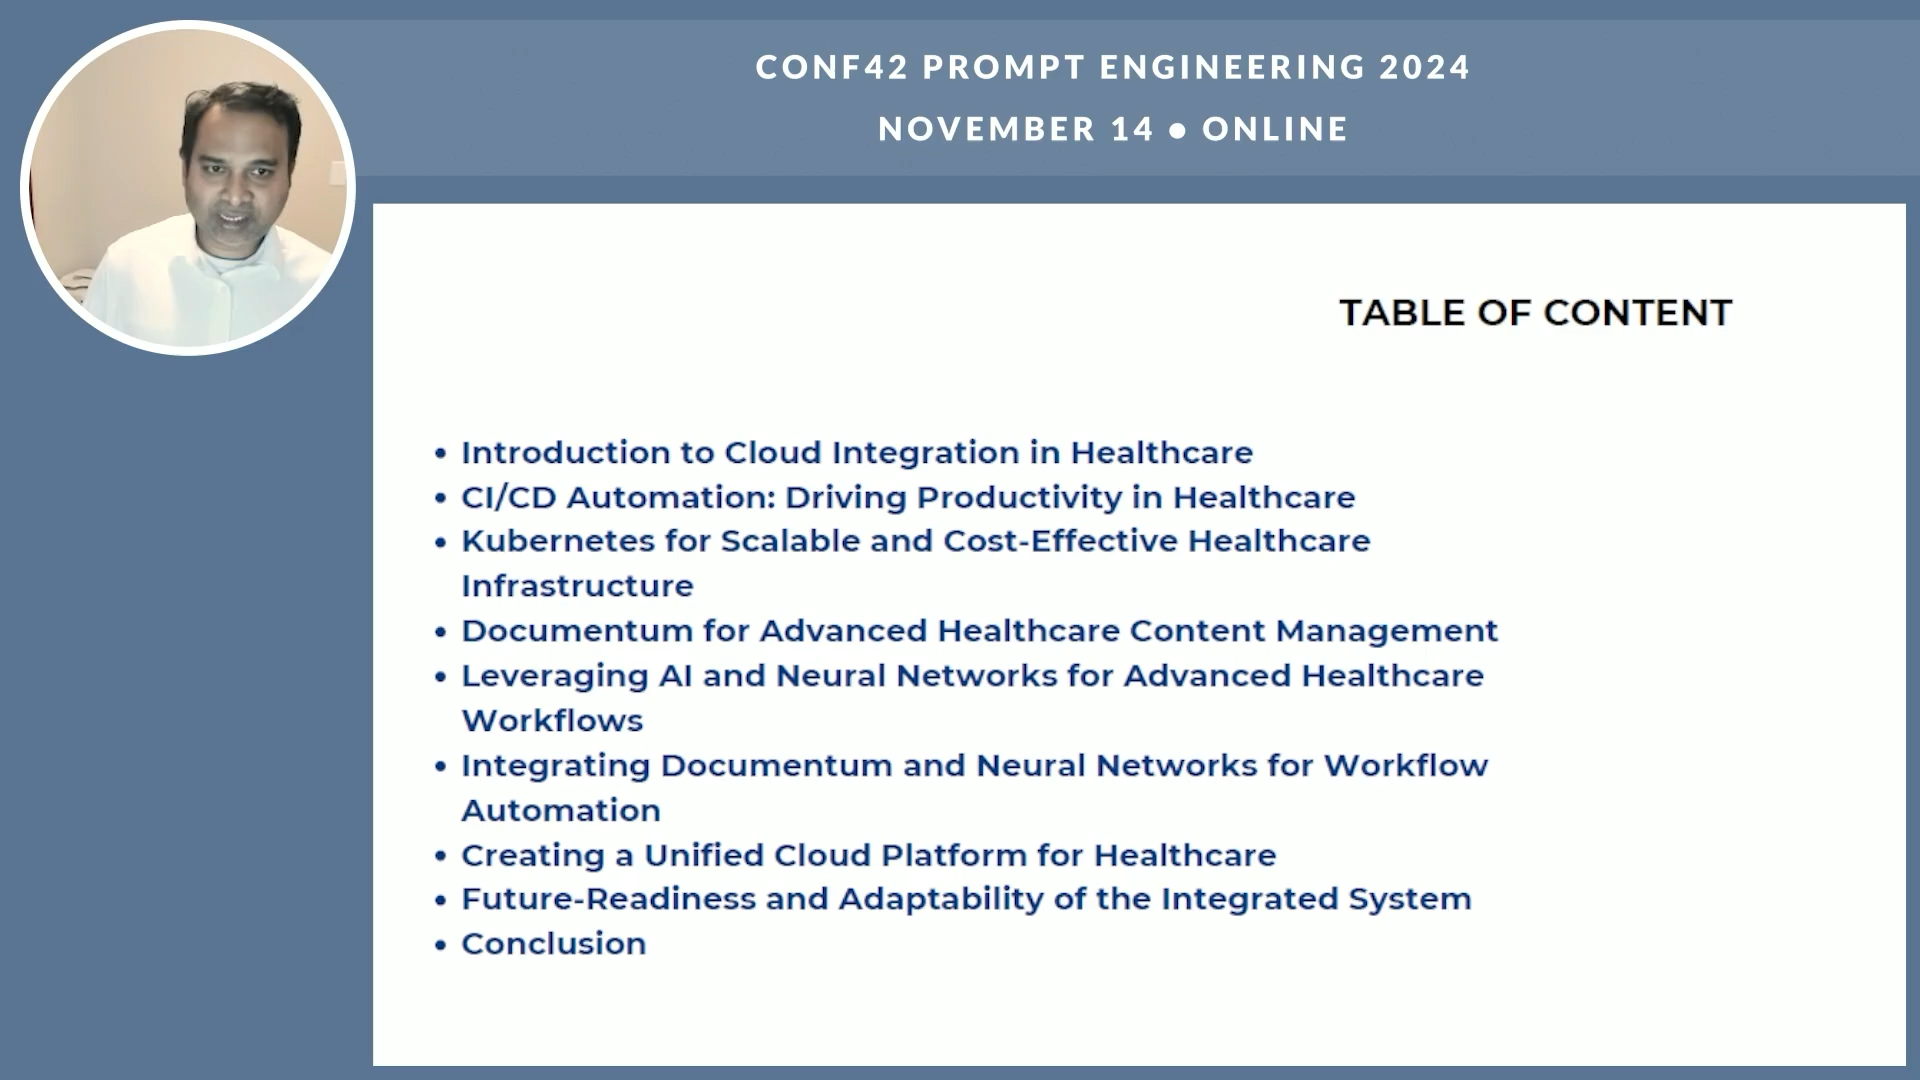 CONF42 PROMPT ENGINEERING 2024
NOVEMBER 14 ● ONLINE
TABLE OF CONTENT
• Introduction to Cloud Integration in Healthcare
• CI/CD Automation: Driving Productivity in Healthcare
• Kubernetes for Scalable and Cost-Effective Healthcare
Infrastructure
• Documentum for Advanced Healthcare Content Management
• Leveraging AI and Neural Networks for Advanced Healthcare
Workflows
• Integrating Documentum and Neural Networks for Workflow
Automation
• Creating a Unified Cloud Platform for Healthcare
• Future-Readiness and Adaptability of the Integrated System
• Conclusion